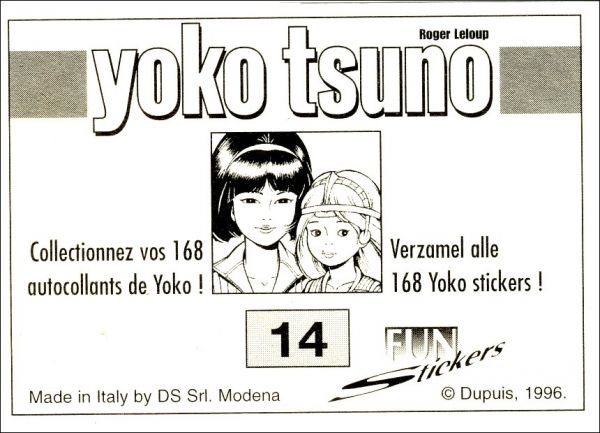 Roger Leloup
yoko tsuno
Collectionnez vos 168
autocollants de Yoko !
Verzamel alle
168 Yoko stickers !
14
FUN
Stickers
Made in Italy by DS Srl. Modena
© Dupuis, 1996.